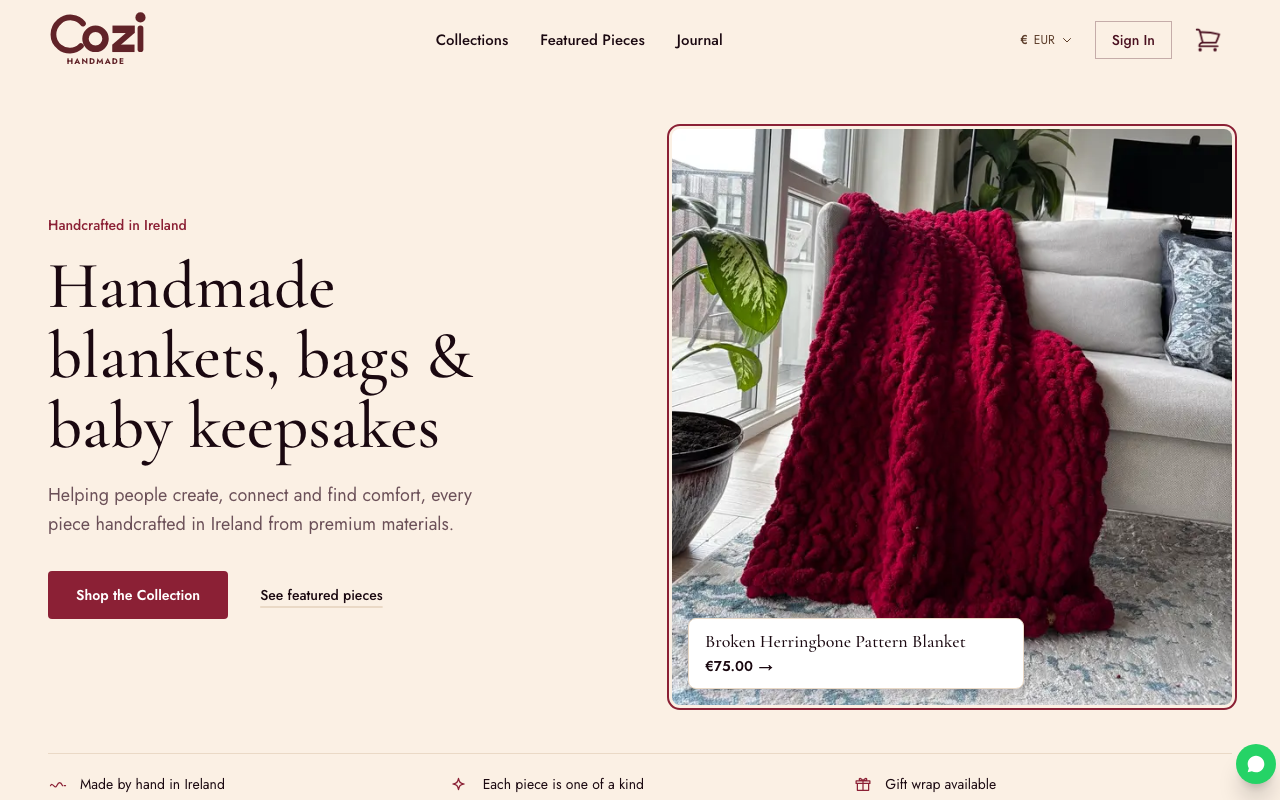 Cozi
HANDMADE
Collections
Featured Pieces
Journal
€ EUR
Sign In
Handcrafted in Ireland
Handmade
blankets, bags &
baby keepsakes
Helping people create, connect and find comfort, every
piece handcrafted in Ireland from premium materials.
Shop the Collection
See featured pieces
Broken Herringbone Pattern Blanket
€75.00 →
Made by hand in Ireland
Each piece is one of a kind
Gift wrap available